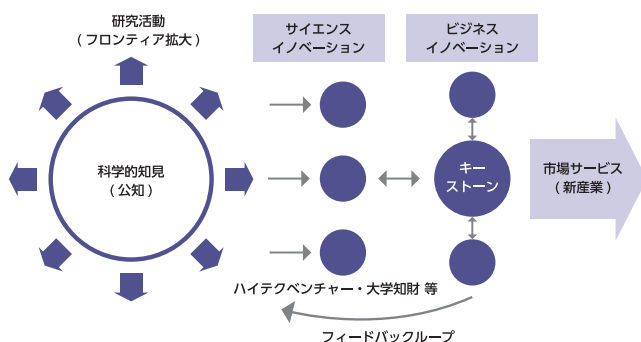 研究活動
(フロンティア拡大)
サイエンス
イノベーション
ビジネス
イノベーション
科学的知見
(公知)
キー
ストーン
市場サービス
(新産業)
ハイテクベンチャー・大学知財 等
フィードバックループ